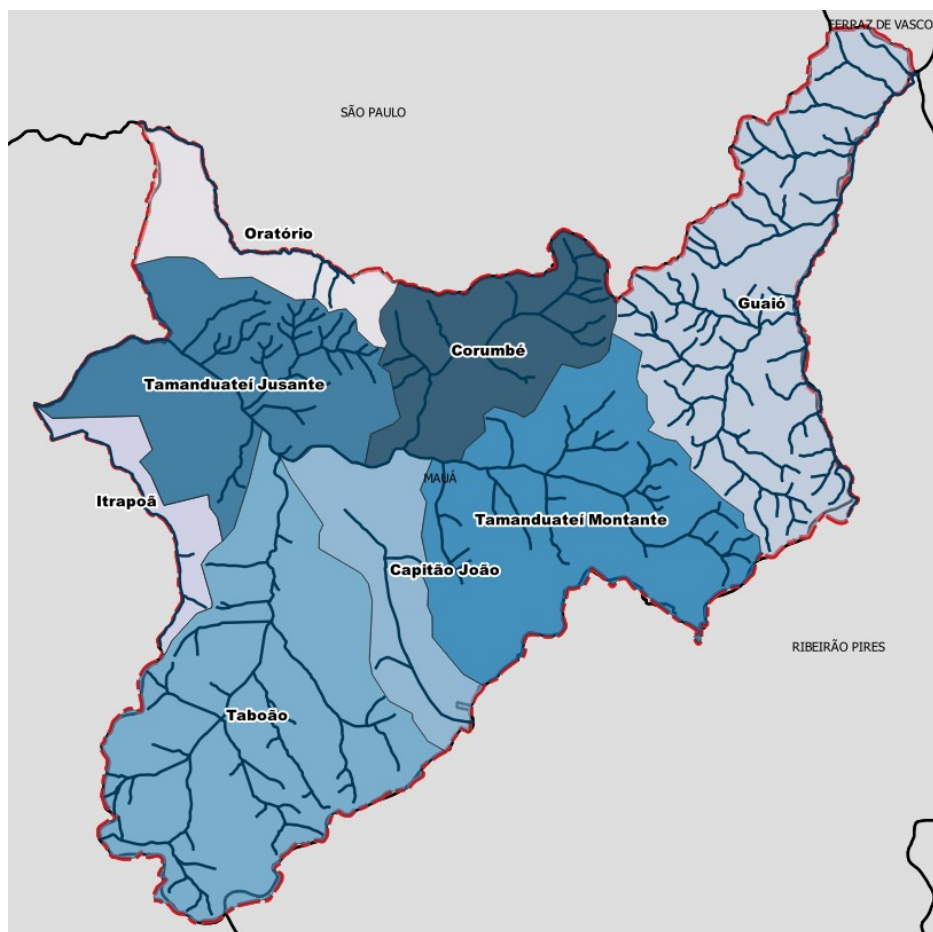 FERRAZ DE VASCO
SÃO PAULO
Oratório
Guaió
Corumbé
Tamanduateí Jusante
MAUÁ
Itrapoã
Tamanduateí Montante
Capitão João
RIBEIRÃO PIRES
Taboão